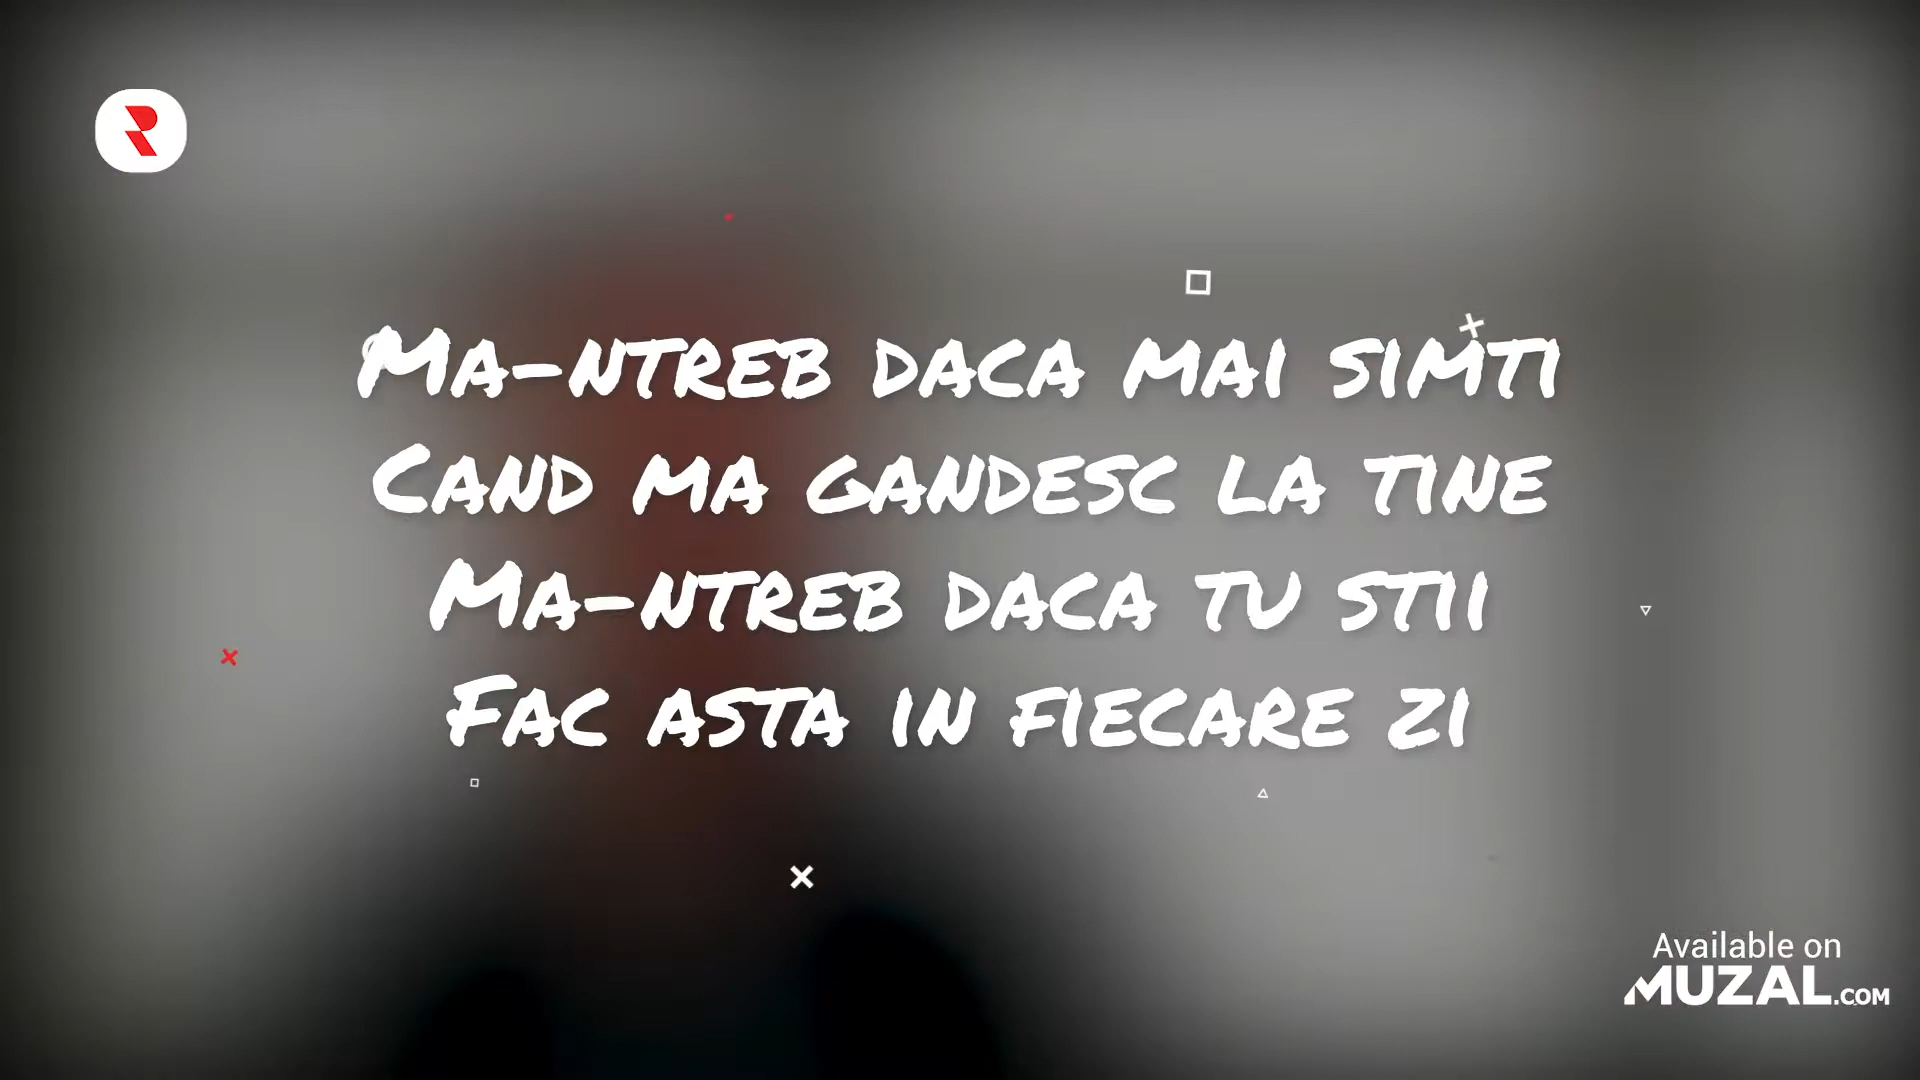 Ma-ntreb daca mai simti
Cand ma gandesc la tine
Ma-ntreb daca tu stii
Fac asta in fiecare zi
Available on
MUZAL.COM